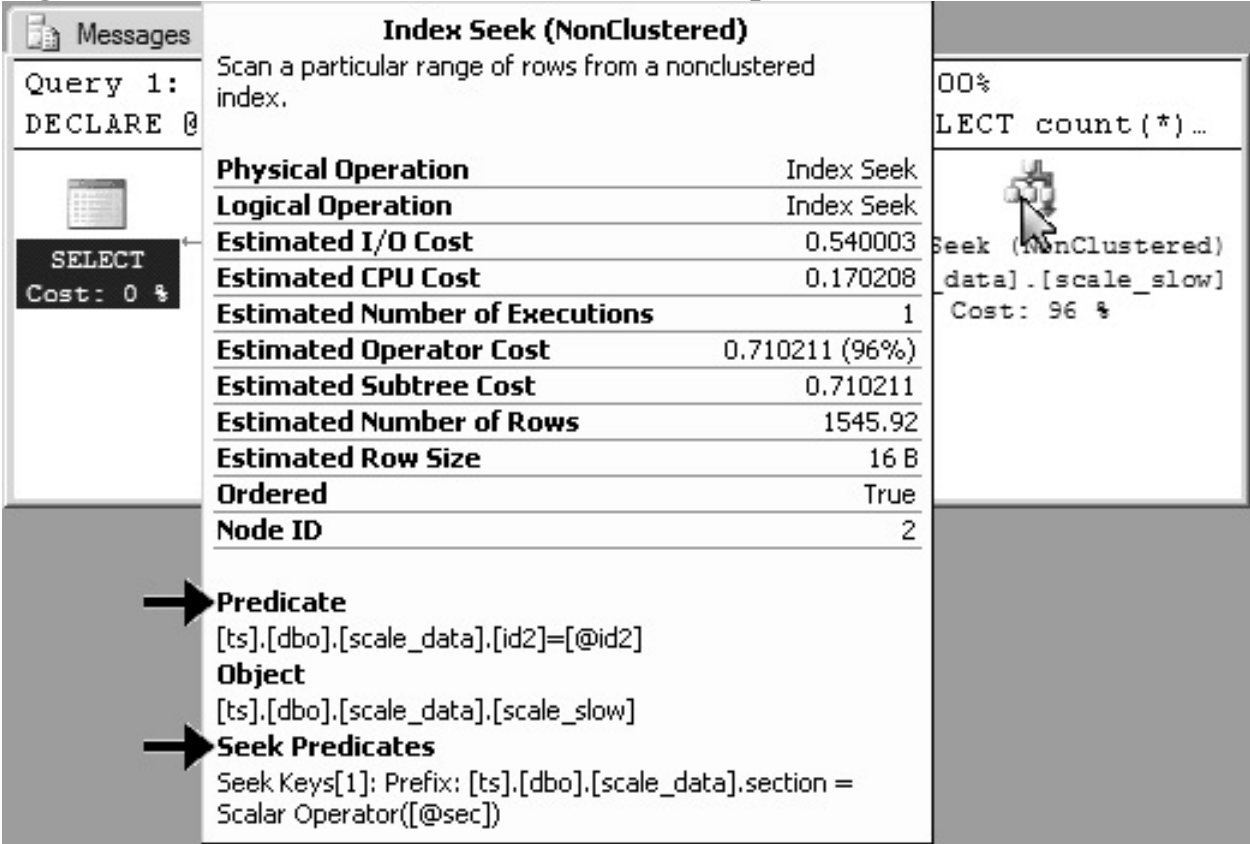 Messages
Query 1:
DECLARE @
Index Seek (NonClustered)
Scan a particular range of rows from a nonclustered
index.
Physical Operation Index Seek
Logical Operation Index Seek
Estimated I/O Cost 0.540003
Estimated CPU Cost 0.170208
Estimated Number of Executions 1
Estimated Operator Cost 0.710211 (96%)
Estimated Subtree Cost 0.710211
Estimated Number of Rows 1545.92
Estimated Row Size 16 B
Ordered True
Node ID 2
Predicate
[ts].[dbo].[scale_data].[id2]=[@id2]
Object
[ts].[dbo].[scale_data].[scale_slow]
Seek Predicates
Seek Keys[1]: Prefix: [ts].[dbo].[scale_data].section =
Scalar Operator([@sec])
SELECT
Cost: 0 %
00%
LECT count(*)…
Seek (NonClustered)
_data].[scale_slow]
Cost: 96 %